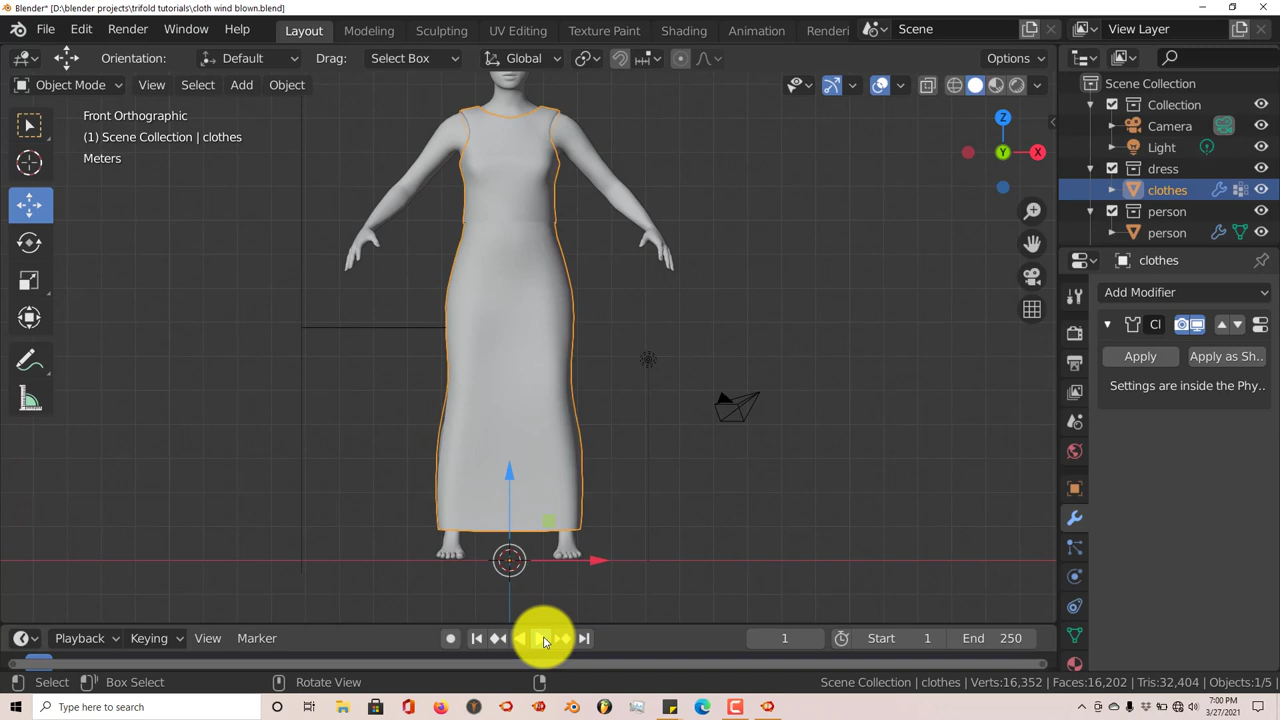 Blender* [D:\blender projects\trifold tutorials\cloth wind blown.blend]
File Edit Render Window Help Layout Modeling Sculpting UV Editing Texture Paint Shading Animation Renderi Scene View Layer
Orientation: Default Drag: Select Box Global Options
Object Mode View Select Add Object
Front Orthographic
(1) Scene Collection | clothes
Meters
Z
Y
X
Scene Collection
Collection
Camera
Light
dress
clothes
person
person
clothes
Add Modifier
Cl
Apply Apply as Sh..
Settings are inside the Phy..
Playback Keying View Marker 1 Start 1 End 250
Select Box Select Rotate View Scene Collection | clothes Verts:16,352 Faces:16,202 Tris:32,404 Objects:1/5
Type here to search
7:00 PM
3/27/2021